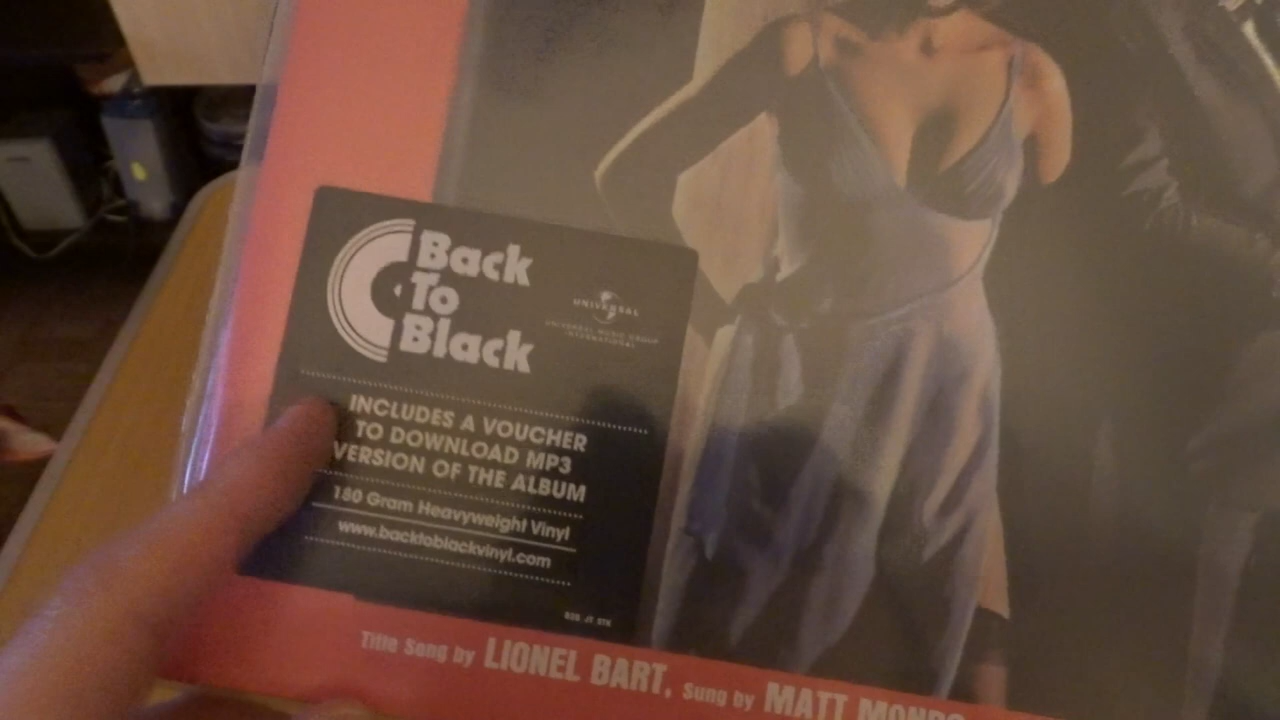 Back
To
Black
UNIVERSAL
UNIVERSAL MUSIC GROUP
INTERNATIONAL
INCLUDES A VOUCHER
TO DOWNLOAD MP3
VERSION OF THE ALBUM
180 Gram Heavyweight Vinyl
www.backtoblackvinyl.com
Title Song by LIONEL BART, Sung by MATT MONRO